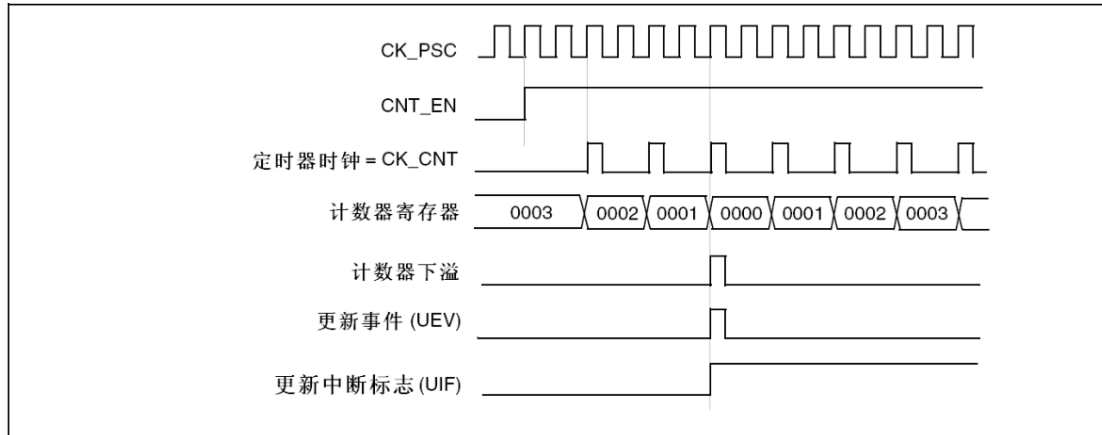 CK_PSC
CNT_EN
定时器时钟 = CK_CNT
计数器寄存器 0003 0002 0001 0000 0001 0002 0003
计数器下溢
更新事件 (UEV)
更新中断标志 (UIF)